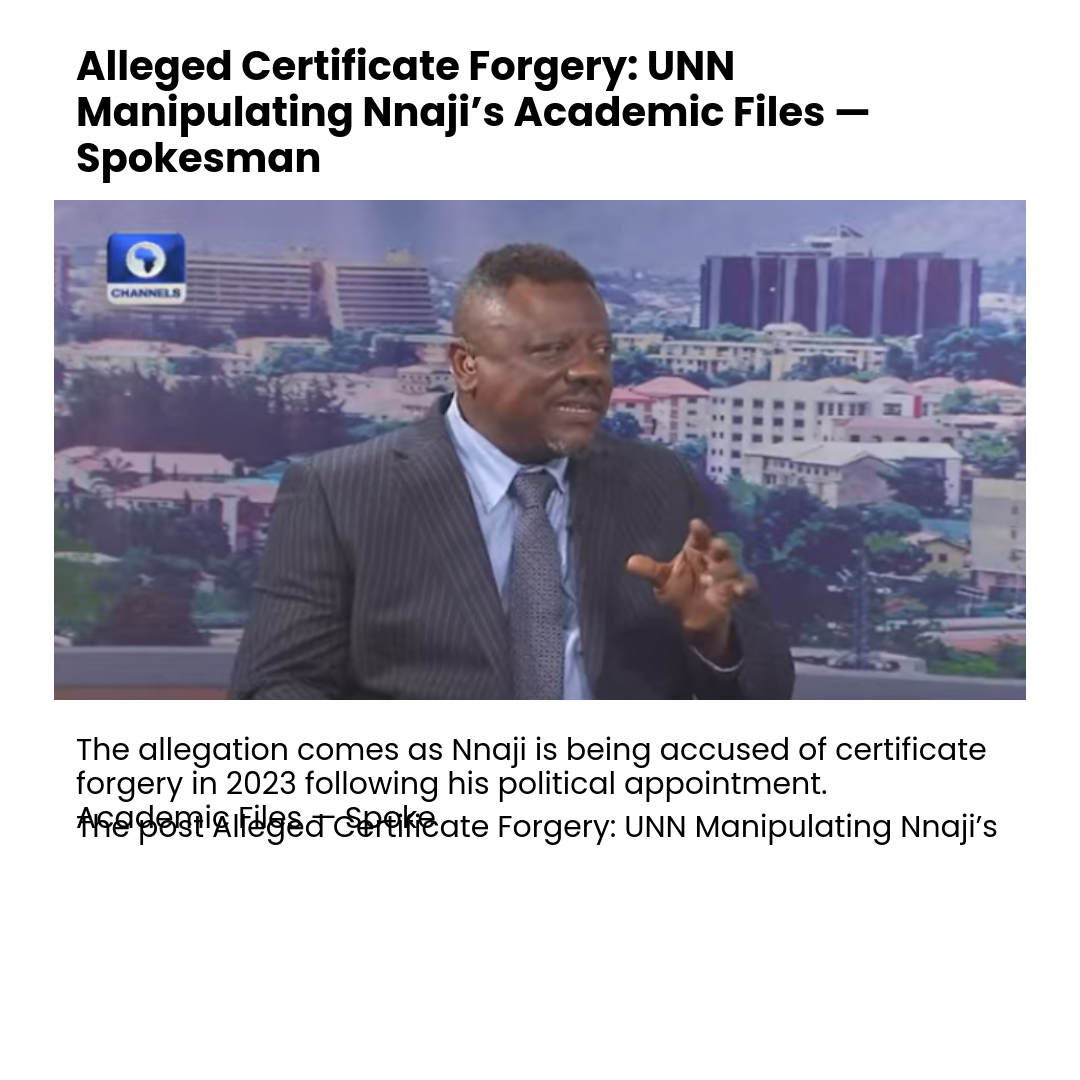 Alleged Certificate Forgery: UNN
Manipulating Nnaji’s Academic Files —
Spokesman
CHANNELS
The allegation comes as Nnaji is being accused of certificate
forgery in 2023 following his political appointment.
Academic Files — Spoke
The post Alleged Certificate Forgery: UNN Manipulating Nnaji’s